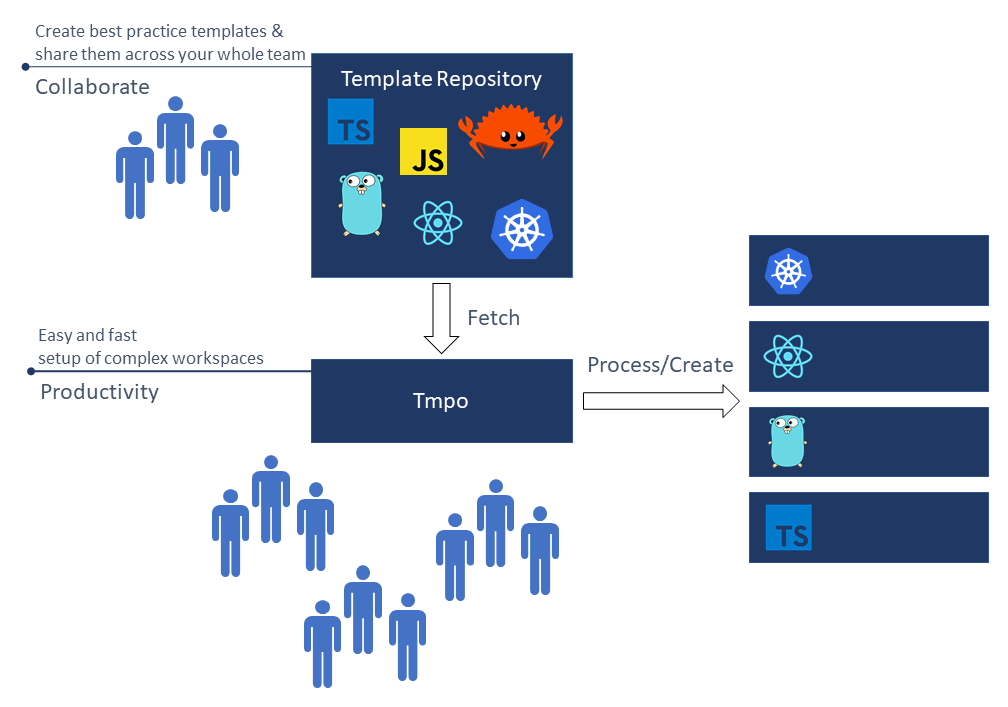 Create best practice templates &
share them across your whole team
Collaborate
Template Repository
TS
JS
Fetch
Easy and fast
setup of complex workspaces
Productivity
Tmpo
Process/Create
TS